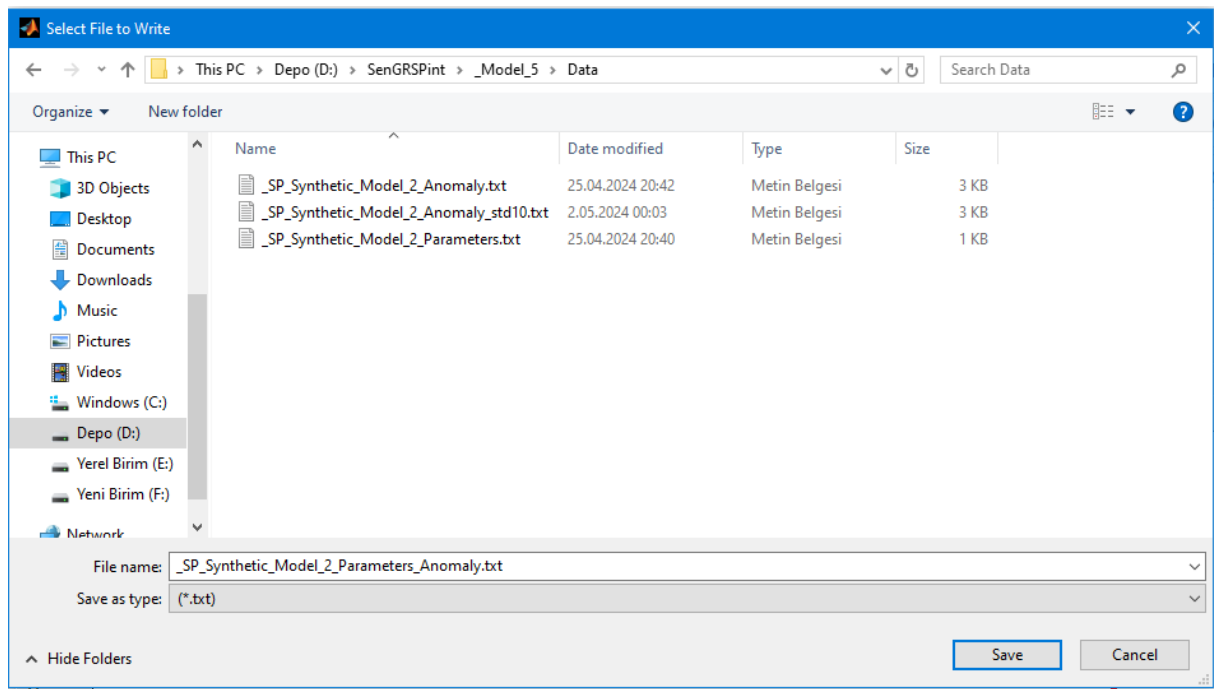 Select File to Write
This PC > Depo (D:) > SenGRSPint > _Model_5 > Data
Search Data
Organize New folder
Name Date modified Type Size
This PC
3D Objects
Desktop
Documents
Downloads
Music
Pictures
Videos
Windows (C:)
Depo (D:)
Yerel Birim (E:)
Yeni Birim (F:)
Network
_SP_Synthetic_Model_2_Anomaly.txt 25.04.2024 20:42 Metin Belgesi 3 KB
_SP_Synthetic_Model_2_Anomaly_std10.txt 2.05.2024 00:03 Metin Belgesi 3 KB
_SP_Synthetic_Model_2_Parameters.txt 25.04.2024 20:40 Metin Belgesi 1 KB
File name: _SP_Synthetic_Model_2_Parameters_Anomaly.txt
Save as type: (*.txt)
Hide Folders Save Cancel